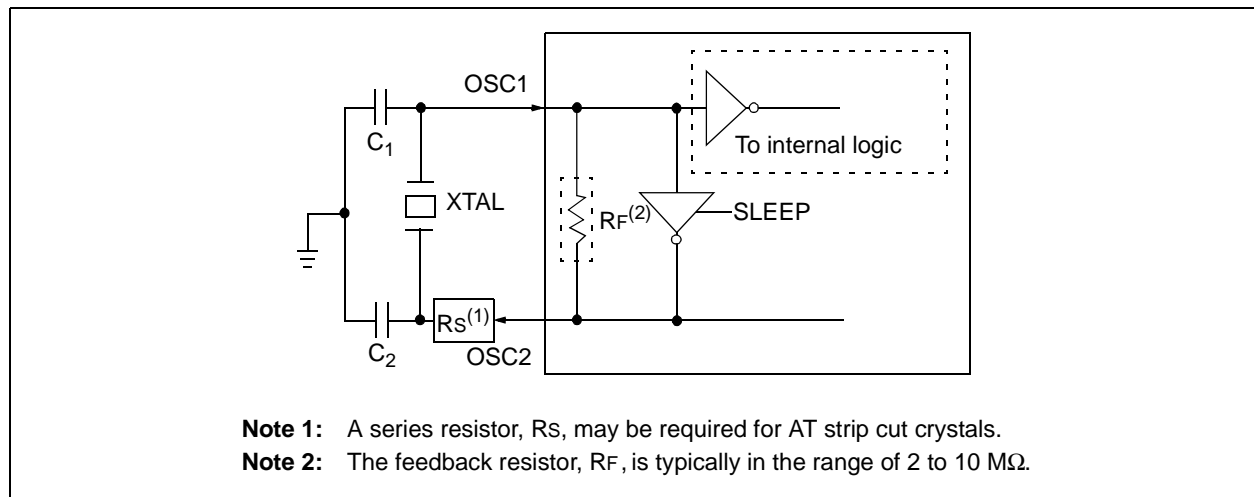 OSC1
C1
To internal logic
XTAL
RF(2)
SLEEP
RS(1)
C2
OSC2
Note 1: A series resistor, RS, may be required for AT strip cut crystals.
Note 2: The feedback resistor, RF, is typically in the range of 2 to 10 MΩ.